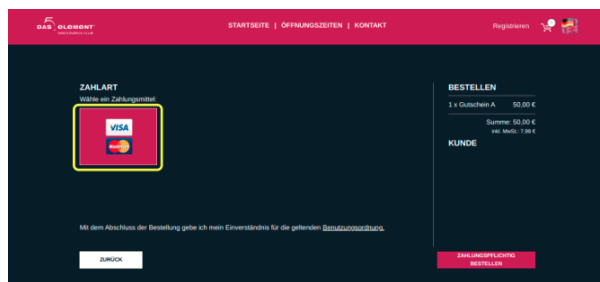 DAS ELEMENT
STARTSEITE | ÖFFNUNGSZEITEN | KONTAKT
Registrieren
ZAHLART
Wähle ein Zahlungsmittel:
VISA
MasterCard
BESTELLEN
1 x Gutschein A 50,00 €
Summe: 50,00 €
inkl. MwSt.: 7,98 €
KUNDE
Mit dem Abschluss der Bestellung gebe ich mein Einverständnis für die geltenden Benutzungsordnung.
ZURÜCK
ZAHLUNGSPFLICHTIG
BESTELLEN